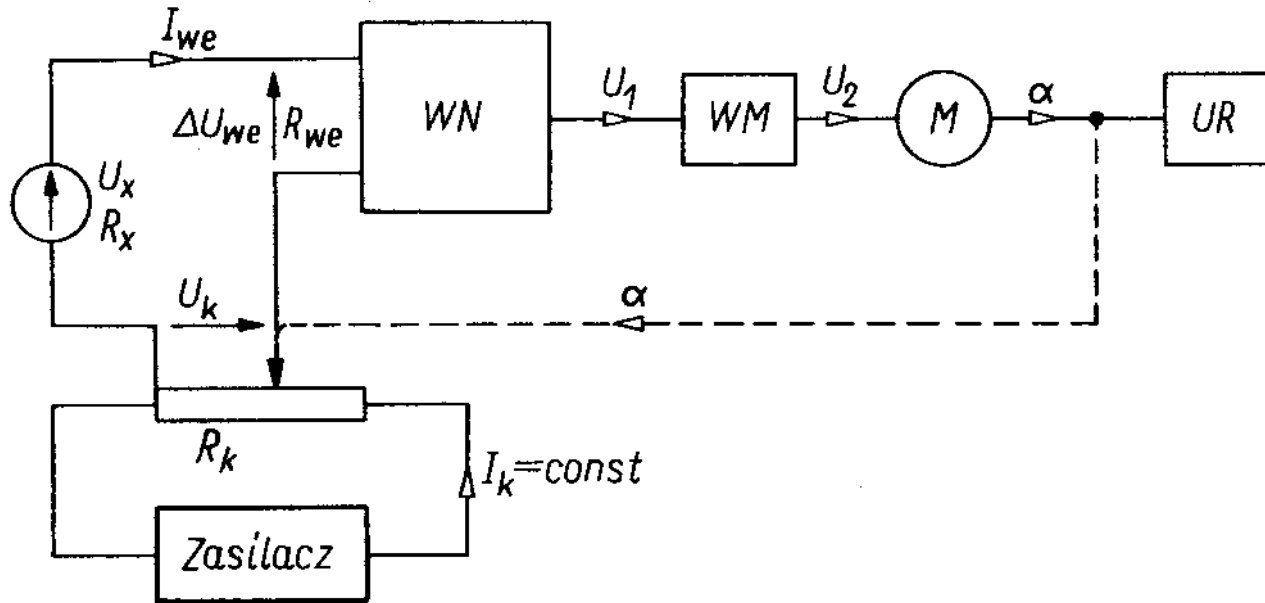 I_we
ΔU_we
R_we
WN
U_1
WM
U_2
M
α
UR
U_x
R_x
U_k
α
R_k
I_k=const
Zasilacz